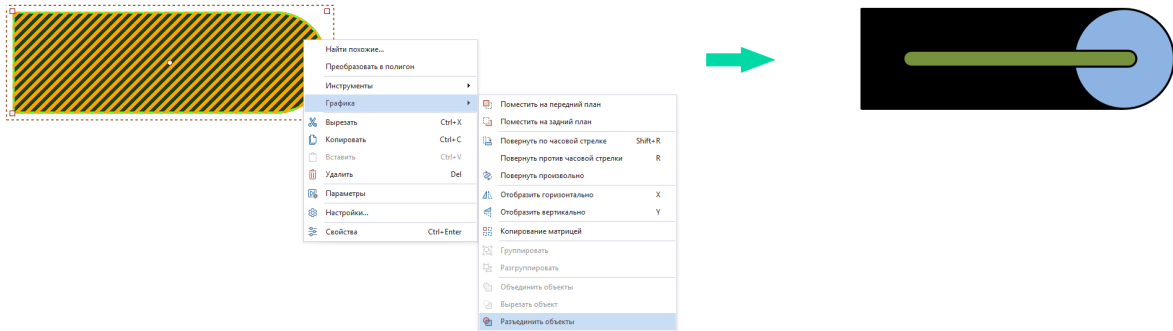 Найти похожие...
Преобразовать в полигон
Инструменты
Графика
Вырезать Ctrl+X
Копировать Ctrl+C
Вставить Ctrl+V
Удалить Del
Параметры
Настройки...
Свойства Ctrl+Enter
Поместить на передний план
Поместить на задний план
Повернуть по часовой стрелке Shift+R
Повернуть против часовой стрелки R
Повернуть произвольно
Отобразить горизонтально X
Отобразить вертикально Y
Копирование матрицей
Группировать
Разгруппировать
Объединить объекты
Вырезать объект
Разъединить объекты